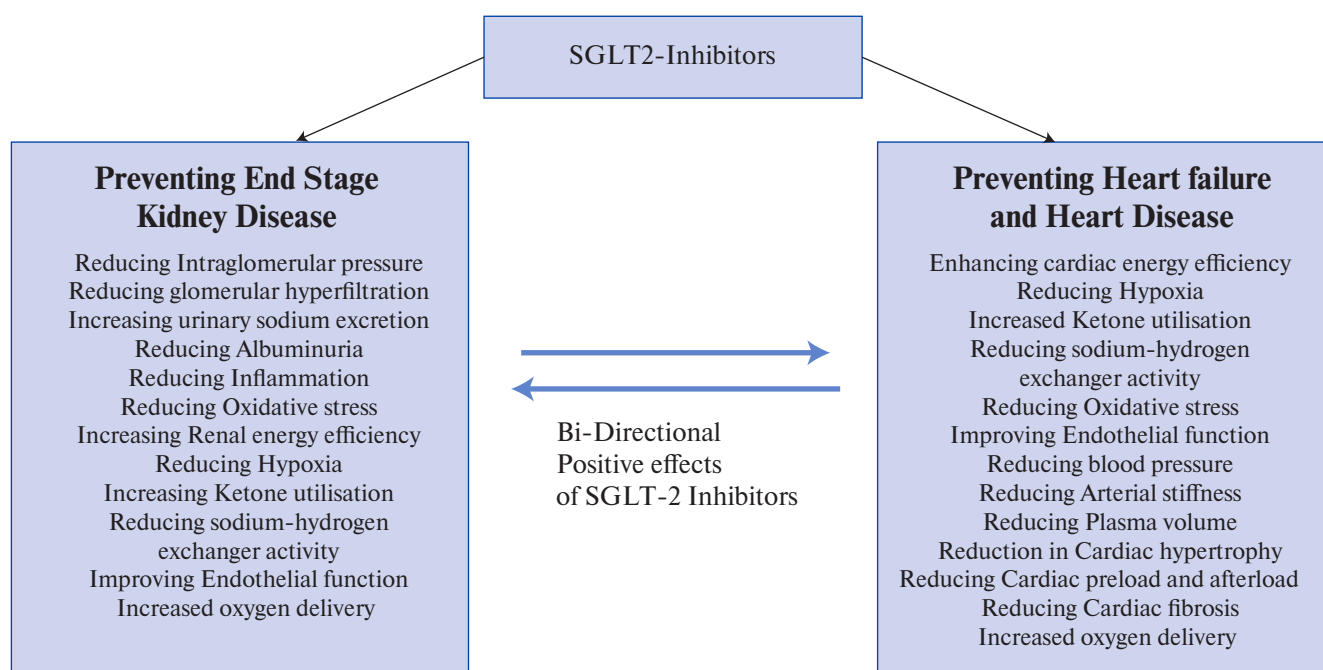 SGLT2-Inhibitors
Preventing End Stage
Kidney Disease
Reducing Intraglomerular pressure
Reducing glomerular hyperfiltration
Increasing urinary sodium excretion
Reducing Albuminuria
Reducing Inflammation
Reducing Oxidative stress
Increasing Renal energy efficiency
Reducing Hypoxia
Increasing Ketone utilisation
Reducing sodium-hydrogen
exchanger activity
Improving Endothelial function
Increased oxygen delivery
Bi-Directional
Positive effects
of SGLT-2 Inhibitors
Preventing Heart failure
and Heart Disease
Enhancing cardiac energy efficiency
Reducing Hypoxia
Increased Ketone utilisation
Reducing sodium-hydrogen
exchanger activity
Reducing Oxidative stress
Improving Endothelial function
Reducing blood pressure
Reducing Arterial stiffness
Reducing Plasma volume
Reduction in Cardiac hypertrophy
Reducing Cardiac preload and afterload
Reducing Cardiac fibrosis
Increased oxygen delivery